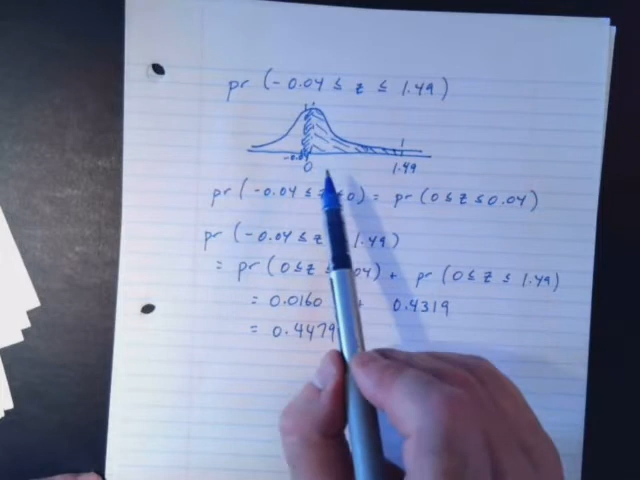 pr (-0.04 ≤ z ≤ 1.49)
-0.04
0
1.49
pr (-0.04 ≤ z ≤ 0) = pr (0 ≤ z ≤ 0.04)
pr (-0.04 ≤ z 1.49)
= pr (0 ≤ z ≤ 04) + pr (0 ≤ z ≤ 1.49)
= 0.0160 + 0.4319
= 0.4479